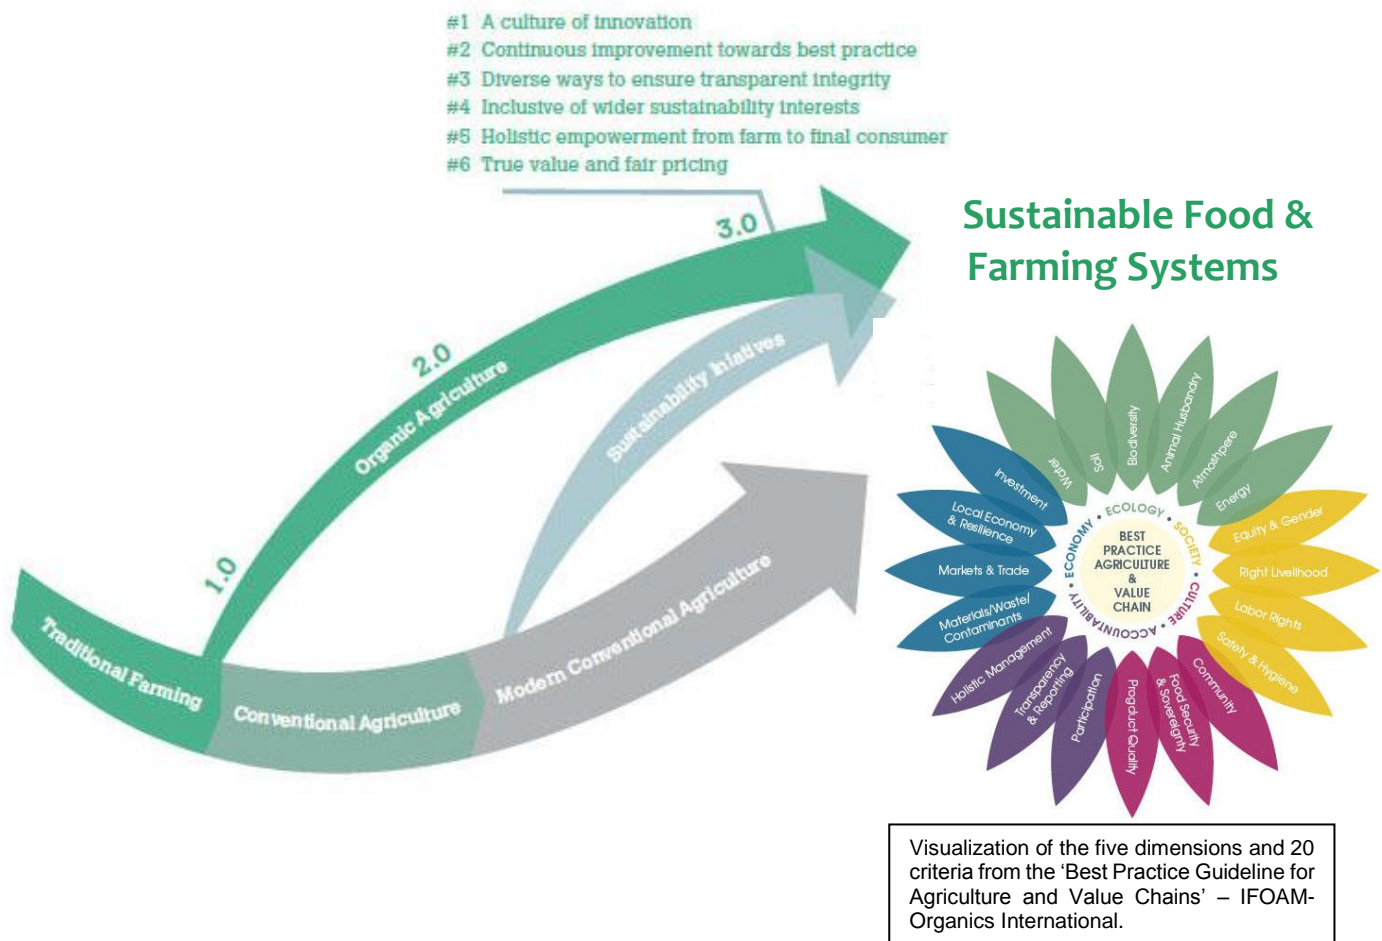 #1 A culture of innovation
#2 Continuous improvement towards best practice
#3 Diverse ways to ensure transparent integrity
#4 Inclusive of wider sustainability interests
#5 Holistic empowerment from farm to final consumer
#6 True value and fair pricing
3.0
2.0
1.0
Organic Agriculture
Sustainability Iniatives
Traditional Farming
Conventional Agriculture
Modern Conventional Agriculture
Sustainable Food &
Farming Systems
Water
Soil
Biodiversity
Animal Husbandry
Atmoshpere
Energy
Equity & Gender
Right Livelihood
Labor Rights
Safety & Hygiene
Community
Food Security
& Sovereignty
Progduct Quality
Participation
Transparency
& Reporting
Holistic Management
Materials/Waste/
Contaminants
Markets & Trade
Local Economy
& Resilience
Investment
• ECOLOGY • SOCIETY • CULTURE • ACCOUNTABILITY • ECONOMY
BEST
PRACTICE
AGRICULTURE
&
VALUE
CHAIN
Visualization of the five dimensions and 20
criteria from the ‘Best Practice Guideline for
Agriculture and Value Chains’ – IFOAM-
Organics International.